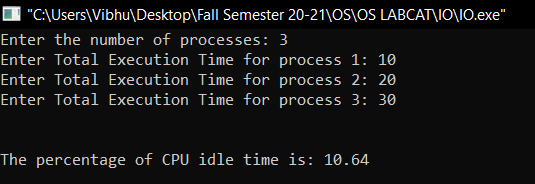 "C:\Users\Vibhu\Desktop\Fall Semester 20-21\OS\OS LABCAT\IO\IO.exe"
Enter the number of processes: 3
Enter Total Execution Time for process 1: 10
Enter Total Execution Time for process 2: 20
Enter Total Execution Time for process 3: 30
The percentage of CPU idle time is: 10.64